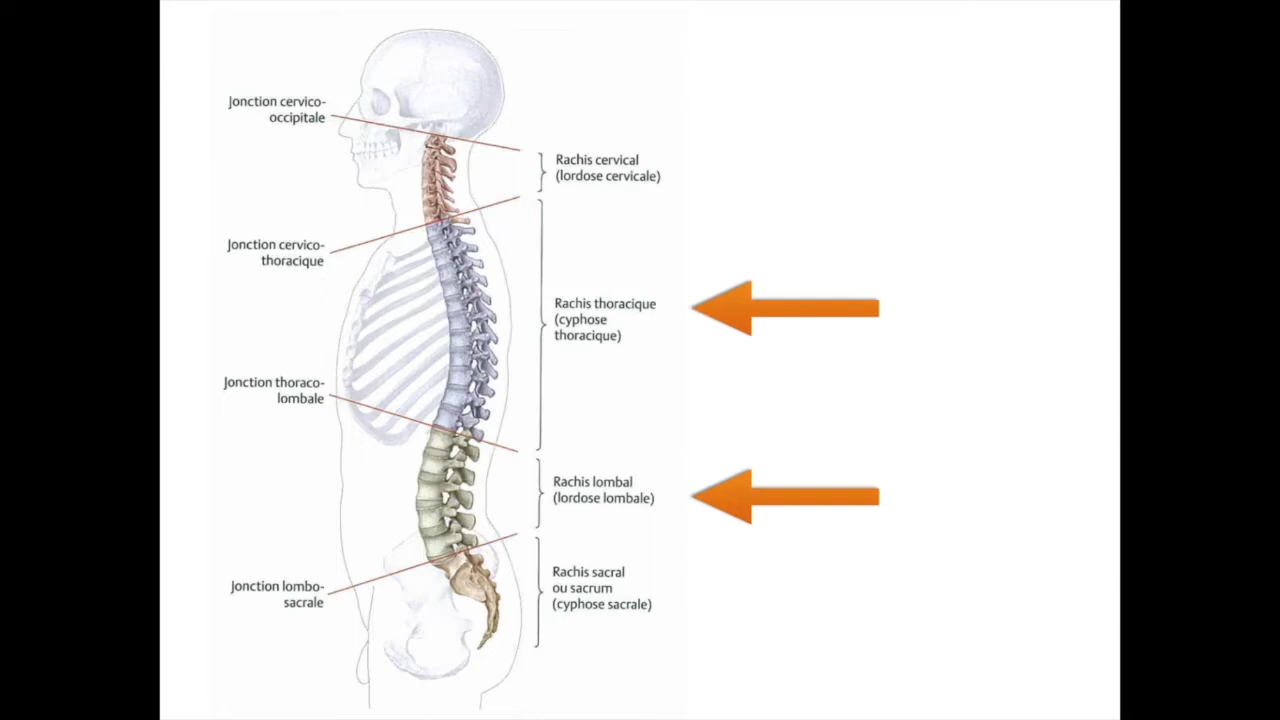 Jonction cervico-
occipitale
Rachis cervical
(lordose cervicale)
Jonction cervico-
thoracique
Rachis thoracique
(cyphose
thoracique)
Jonction thoraco-
lombale
Rachis lombal
(lordose lombale)
Jonction lombo-
sacrale
Rachis sacral
ou sacrum
(cyphose sacrale)